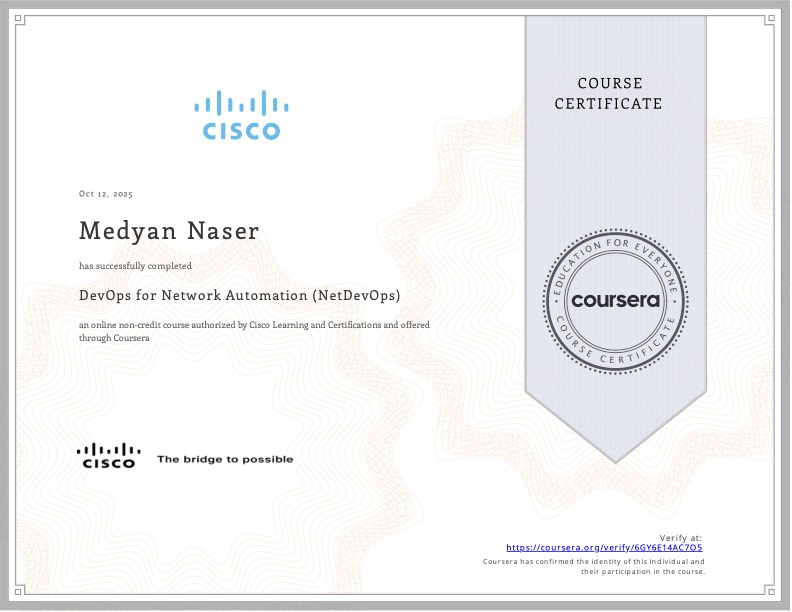 COURSE
CERTIFICATE
CISCO
Oct 12, 2025
Medyan Naser
has successfully completed
DevOps for Network Automation (NetDevOps)
an online non-credit course authorized by Cisco Learning and Certifications and offered
through Coursera
EDUCATION FOR EVERYONE
coursera
COURSE CERTIFICATE
CISCO
The bridge to possible
Verify at:
https://coursera.org/verify/6GY6E14AC7O5
Coursera has confirmed the identity of this individual and
their participation in the course.